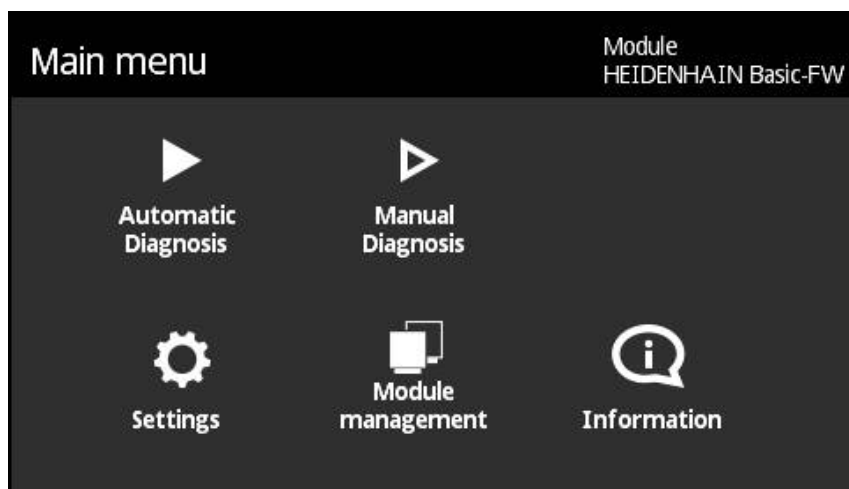 Main menu
Module
HEIDENHAIN Basic-FW
Automatic
Diagnosis
Manual
Diagnosis
Settings
Module
management
Information